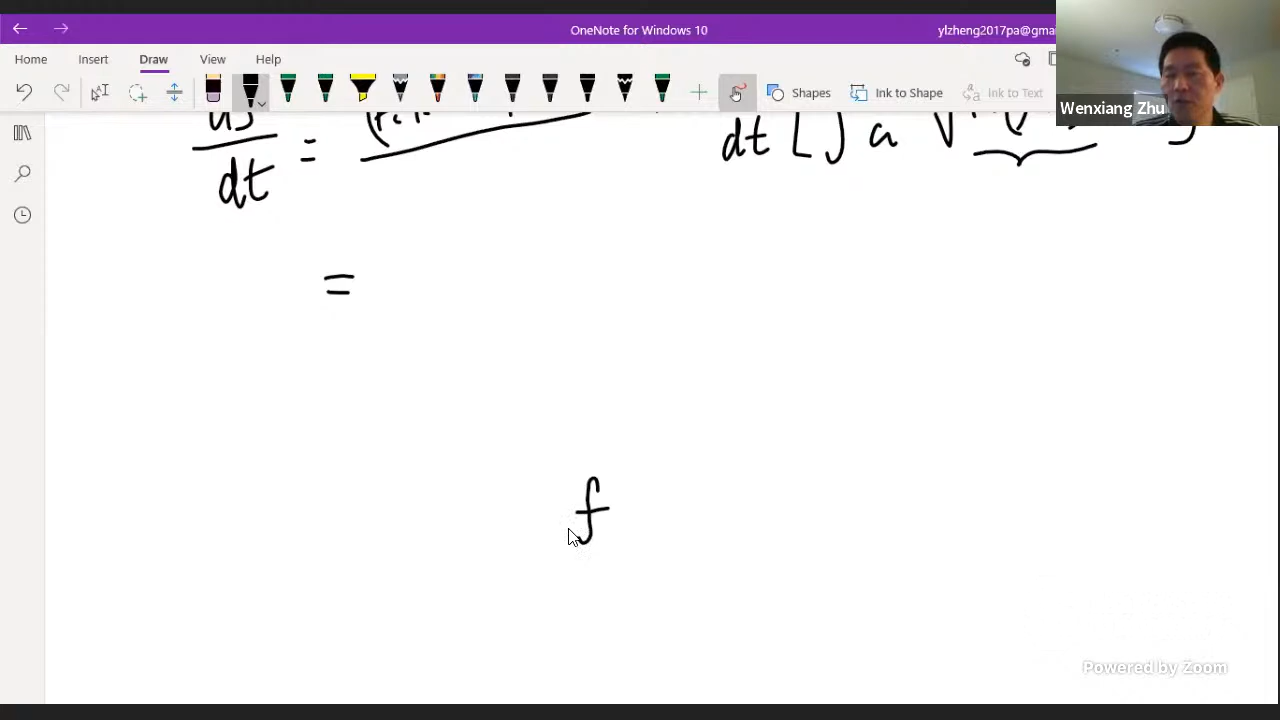 OneNote for Windows 10
ylzheng2017pa@gma
Home Insert Draw View Help
Shapes Ink to Shape Ink to Text
Wenxiang Zhu
ds/dt =
d/dt [ ∫ a √
=
f
Powered by Zoom